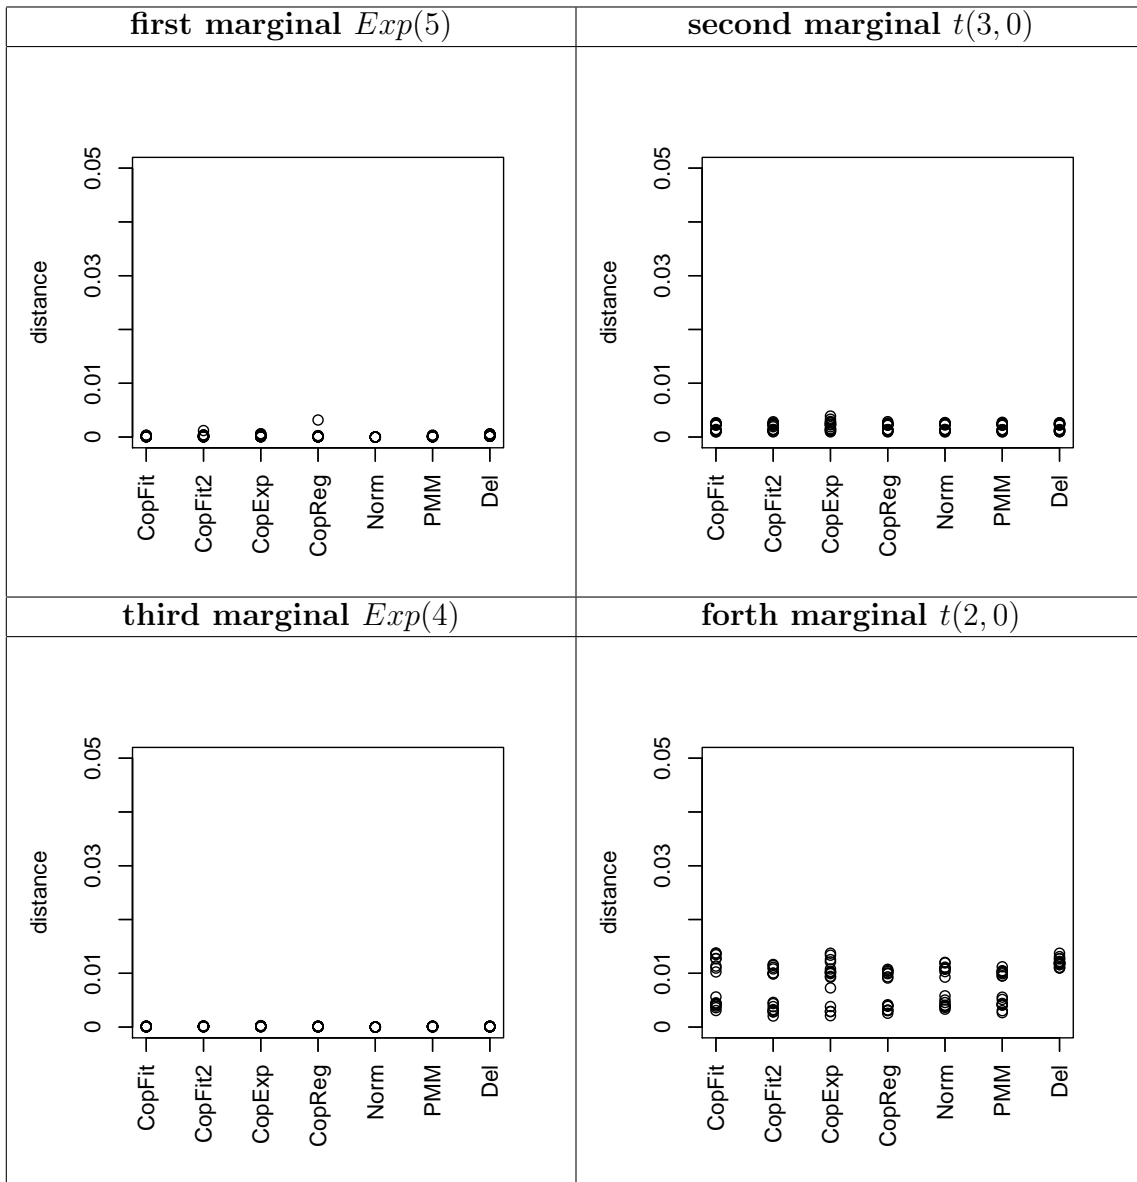 first marginal Exp(5)
second marginal t(3, 0)
distance
0.05
0.03
0.01
0
CopFit
CopFit2
CopExp
CopReg
Norm
PMM
Del
distance
0.05
0.03
0.01
0
CopFit
CopFit2
CopExp
CopReg
Norm
PMM
Del
third marginal Exp(4)
forth marginal t(2, 0)
distance
0.05
0.03
0.01
0
CopFit
CopFit2
CopExp
CopReg
Norm
PMM
Del
distance
0.05
0.03
0.01
0
CopFit
CopFit2
CopExp
CopReg
Norm
PMM
Del